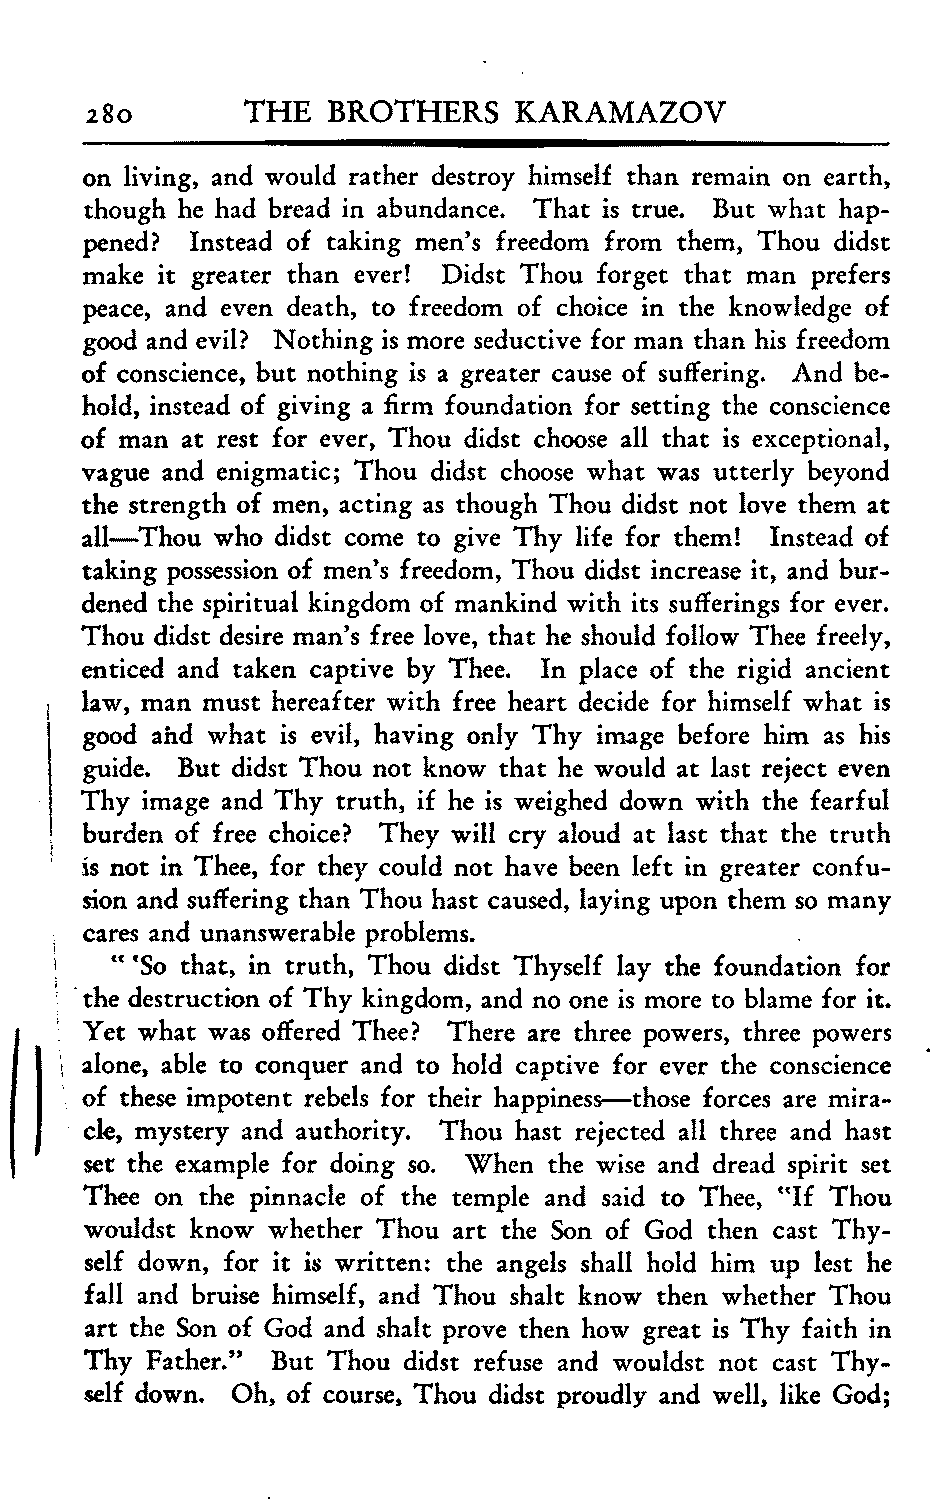 280 THE BROTHERS KARAMAZOV
on living, and would rather destroy himself than remain on earth,
though he had bread in abundance. That is true. But what hap-
pened? Instead of taking men's freedom from them, Thou didst
make it greater than ever! Didst Thou forget that man prefers
peace, and even death, to freedom of choice in the knowledge of
good and evil? Nothing is more seductive for man than his freedom
of conscience, but nothing is a greater cause of suffering. And be-
hold, instead of giving a firm foundation for setting the conscience
of man at rest for ever, Thou didst choose all that is exceptional,
vague and enigmatic; Thou didst choose what was utterly beyond
the strength of men, acting as though Thou didst not love them at
all—Thou who didst come to give Thy life for them! Instead of
taking possession of men's freedom, Thou didst increase it, and bur-
dened the spiritual kingdom of mankind with its sufferings for ever.
Thou didst desire man's free love, that he should follow Thee freely,
enticed and taken captive by Thee. In place of the rigid ancient
law, man must hereafter with free heart decide for himself what is
good and what is evil, having only Thy image before him as his
guide. But didst Thou not know that he would at last reject even
Thy image and Thy truth, if he is weighed down with the fearful
burden of free choice? They will cry aloud at last that the truth
is not in Thee, for they could not have been left in greater confu-
sion and suffering than Thou hast caused, laying upon them so many
cares and unanswerable problems.
" 'So that, in truth, Thou didst Thyself lay the foundation for
the destruction of Thy kingdom, and no one is more to blame for it.
Yet what was offered Thee? There are three powers, three powers
alone, able to conquer and to hold captive for ever the conscience
of these impotent rebels for their happiness—those forces are mira-
cle, mystery and authority. Thou hast rejected all three and hast
set the example for doing so. When the wise and dread spirit set
Thee on the pinnacle of the temple and said to Thee, "If Thou
wouldst know whether Thou art the Son of God then cast Thy-
self down, for it is written: the angels shall hold him up lest he
fall and bruise himself, and Thou shalt know then whether Thou
art the Son of God and shalt prove then how great is Thy faith in
Thy Father." But Thou didst refuse and wouldst not cast Thy-
self down. Oh, of course, Thou didst proudly and well, like God;